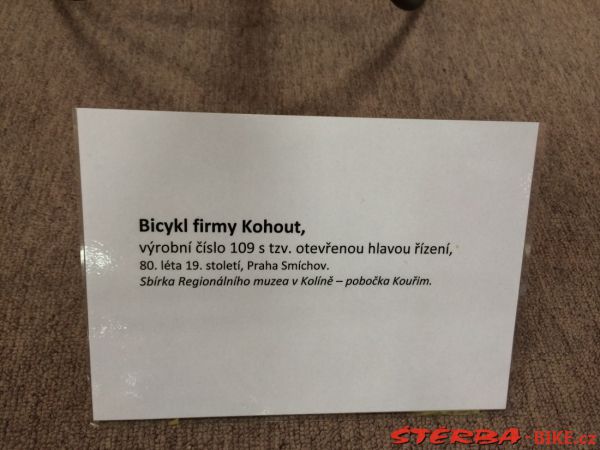 Bicykl firmy Kohout,
výrobní číslo 109 s tzv. otevřenou hlavou řízení,
80. léta 19. století, Praha Smíchov.
Sbírka Regionálního muzea v Kolíně – pobočka Kouřim.
STERBA-BIKE.cz